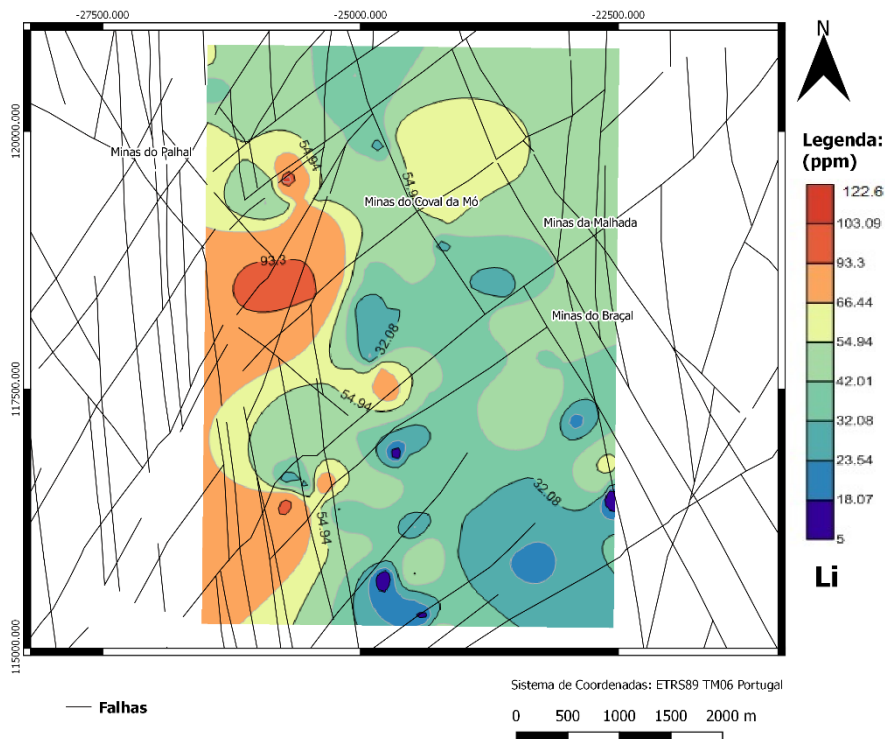 -27500.000
-25000.000
-22500.000
N
120000.000
117500.000
115000.000
Minas do Palhal
54.94
54.9
Minas do Coval da Mó
Minas da Malhada
93.3
Minas do Braçal
32.08
54.94
32.08
54.94
Legenda:
(ppm)
122.6
103.09
93.3
66.44
54.94
42.01
32.08
23.54
18.07
5
Li
Sistema de Coordenadas: ETRS89 TM06 Portugal
Falhas
0 500 1000 1500 2000 m